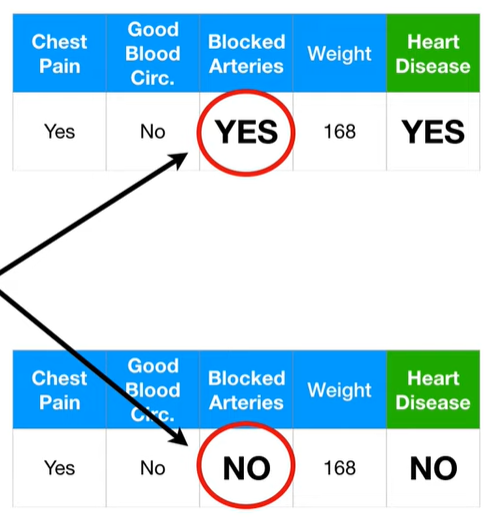 Chest Pain
Good Blood Circ.
Blocked Arteries
Weight
Heart Disease
Yes
No
YES
168
YES
Chest Pain
Good Blood Circ.
Blocked Arteries
Weight
Heart Disease
Yes
No
NO
168
NO